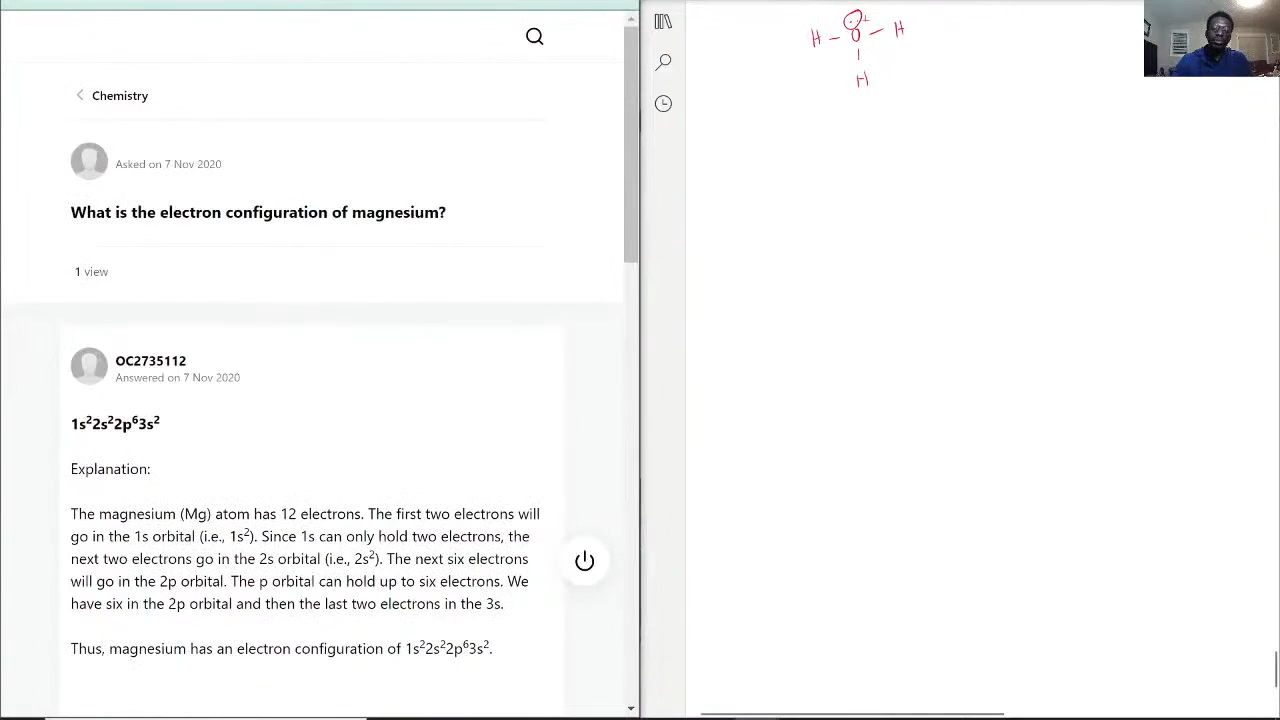 Chemistry
Asked on 7 Nov 2020
What is the electron configuration of magnesium?
1 view
OC2735112
Answered on 7 Nov 2020
1s²2s²2p⁶3s²
Explanation:
The magnesium (Mg) atom has 12 electrons. The first two electrons will
go in the 1s orbital (i.e., 1s²). Since 1s can only hold two electrons, the
next two electrons go in the 2s orbital (i.e., 2s²). The next six electrons
will go in the 2p orbital. The p orbital can hold up to six electrons. We
have six in the 2p orbital and then the last two electrons in the 3s.
Thus, magnesium has an electron configuration of 1s²2s²2p⁶3s².
H - O⁺ - H
H